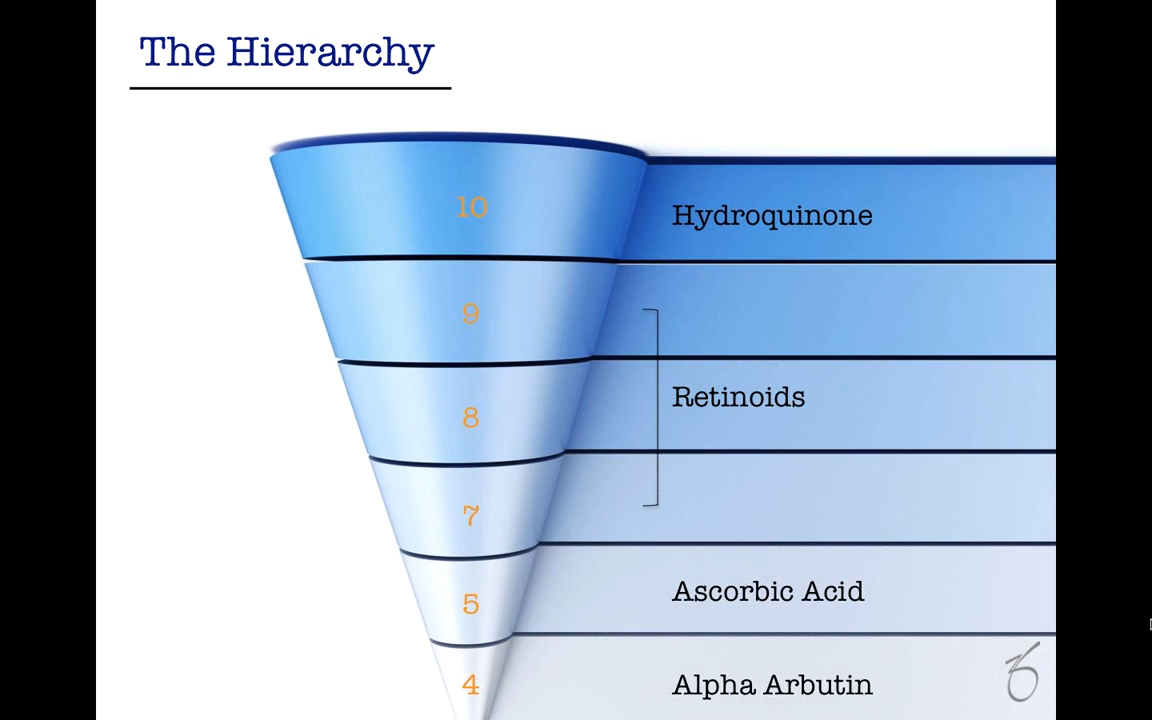 The Hierarchy
10 Hydroquinone
9
8 Retinoids
7
5 Ascorbic Acid
4 Alpha Arbutin